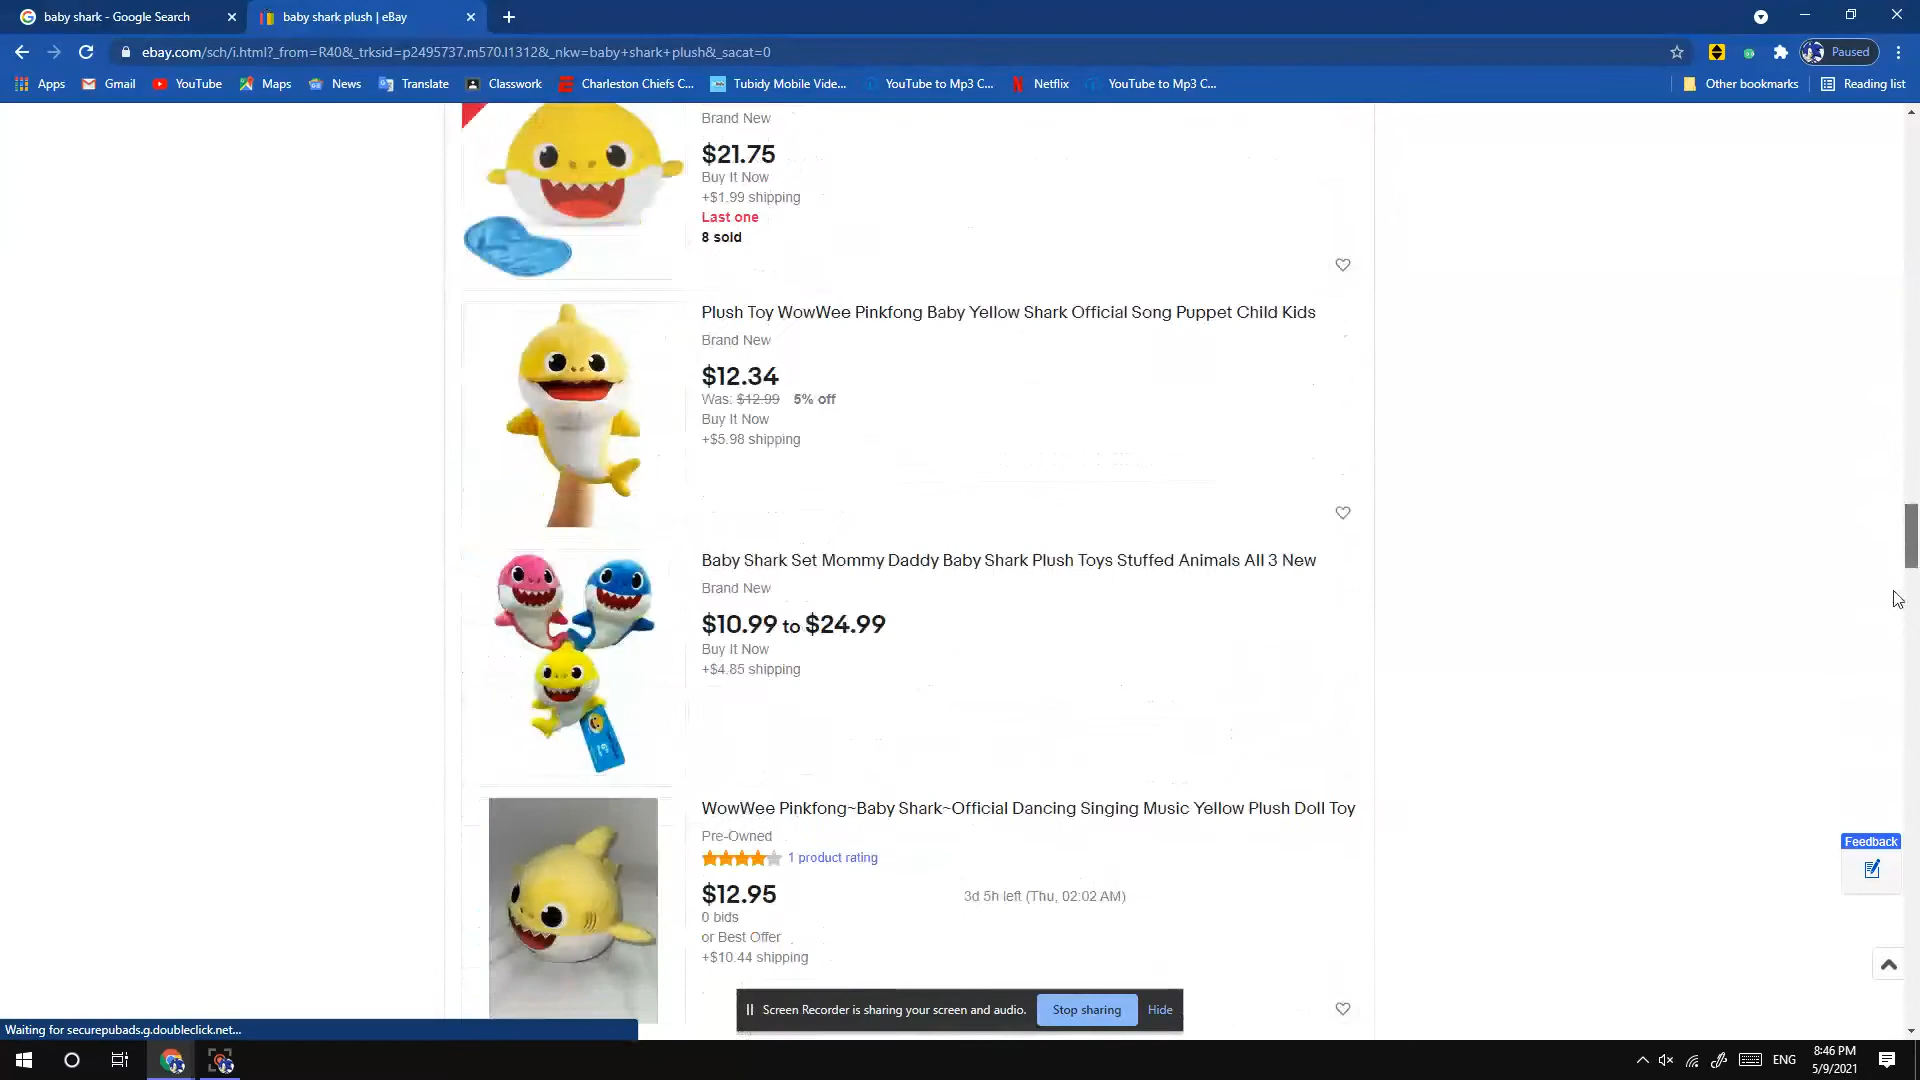 baby shark - Google Search
baby shark plush | eBay
ebay.com/sch/i.html?_from=R40&_trksid=p2495737.m570.l1312&_nkw=baby+shark+plush&_sacat=0
Paused
Apps
Gmail
YouTube
Maps
News
Translate
Classwork
Charleston Chiefs C...
Tubidy Mobile Vide...
YouTube to Mp3 C...
Netflix
YouTube to Mp3 C...
Other bookmarks
Reading list
Brand New
$21.75
Buy It Now
+$1.99 shipping
Last one
8 sold
Plush Toy WowWee Pinkfong Baby Yellow Shark Official Song Puppet Child Kids
Brand New
$12.34
Was: $12.99 5% off
Buy It Now
+$5.98 shipping
Baby Shark Set Mommy Daddy Baby Shark Plush Toys Stuffed Animals All 3 New
Brand New
$10.99 to $24.99
Buy It Now
+$4.85 shipping
WowWee Pinkfong~Baby Shark~Official Dancing Singing Music Yellow Plush Doll Toy
Pre-Owned
1 product rating
$12.95
3d 5h left (Thu, 02:02 AM)
0 bids
or Best Offer
+$10.44 shipping
Feedback
Screen Recorder is sharing your screen and audio.
Stop sharing
Hide
Waiting for securepubads.g.doubleclick.net...
ENG
8:46 PM
5/9/2021